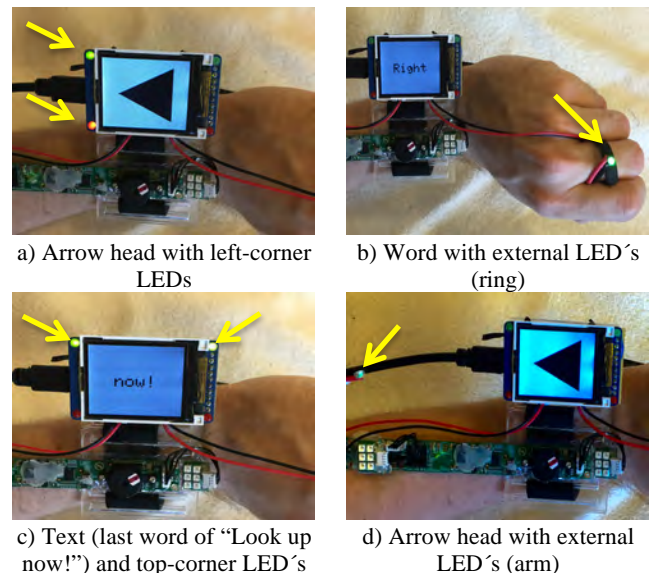 Right
a) Arrow head with left-corner
LEDs
b) Word with external LED´s
(ring)
now!
c) Text (last word of “Look up
now!”) and top-corner LED´s
d) Arrow head with external
LED´s (arm)